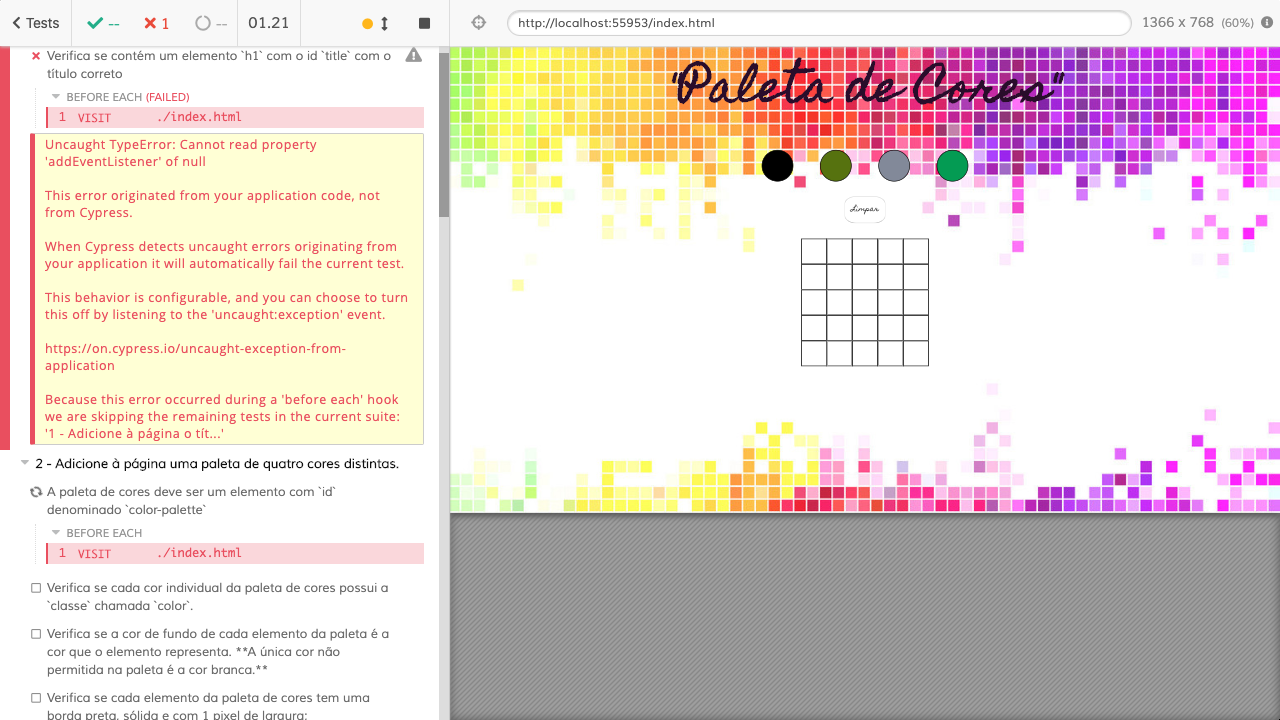 Tests
--
1
--
01.21
http://localhost:55953/index.html
1366 x 768 (60%)
Verifica se contém um elemento `h1` com o id `title` com o
título correto
BEFORE EACH (FAILED)
1 VISIT ./index.html
Uncaught TypeError: Cannot read property
'addEventListener' of null
This error originated from your application code, not
from Cypress.
When Cypress detects uncaught errors originating from
your application it will automatically fail the current test.
This behavior is configurable, and you can choose to turn
this off by listening to the 'uncaught:exception' event.
https://on.cypress.io/uncaught-exception-from-
application
Because this error occurred during a 'before each' hook
we are skipping the remaining tests in the current suite:
'1 - Adicione à página o tít...'
2 - Adicione à página uma paleta de quatro cores distintas.
A paleta de cores deve ser um elemento com `id`
denominado `color-palette`
BEFORE EACH
1 VISIT ./index.html
Verifica se cada cor individual da paleta de cores possui a
`classe` chamada `color`.
Verifica se a cor de fundo de cada elemento da paleta é a
cor que o elemento representa. **A única cor não
permitida na paleta é a cor branca.**
Verifica se cada elemento da paleta de cores tem uma
borda preta, sólida e com 1 pixel de largura;
"Paleta de Cores"
Limpar